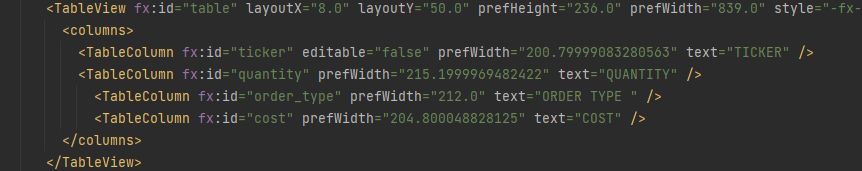 <TableView fx:id="table" layoutX="8.0" layoutY="50.0" prefHeight="236.0" prefWidth="839.0" style="-fx-
<columns>
<TableColumn fx:id="ticker" editable="false" prefWidth="200.79999083280563" text="TICKER" />
<TableColumn fx:id="quantity" prefWidth="215.1999969482422" text="QUANTITY" />
<TableColumn fx:id="order_type" prefWidth="212.0" text="ORDER TYPE " />
<TableColumn fx:id="cost" prefWidth="204.800048828125" text="COST" />
</columns>
</TableView>